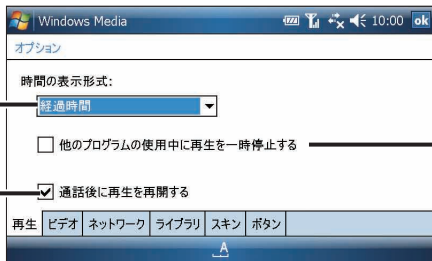 Windows Media 10:00 ok
オプション
時間の表示形式:
経過時間
他のプログラムの使用中に再生を一時停止する
通話後に再生を再開する
再生 ビデオ ネットワーク ライブラリ スキン ボタン
A